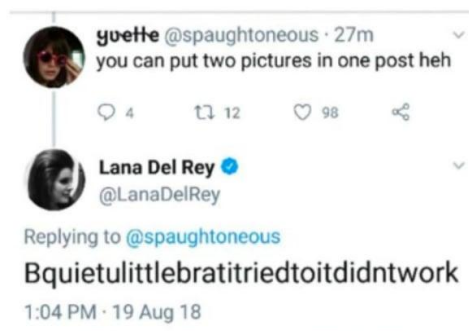 yvette @spaughtoneous · 27m
you can put two pictures in one post heh
4 12 98
Lana Del Rey
@LanaDelRey
Replying to @spaughtoneous
Bquietulittlebratitriedtoitdidntwork
1:04 PM · 19 Aug 18